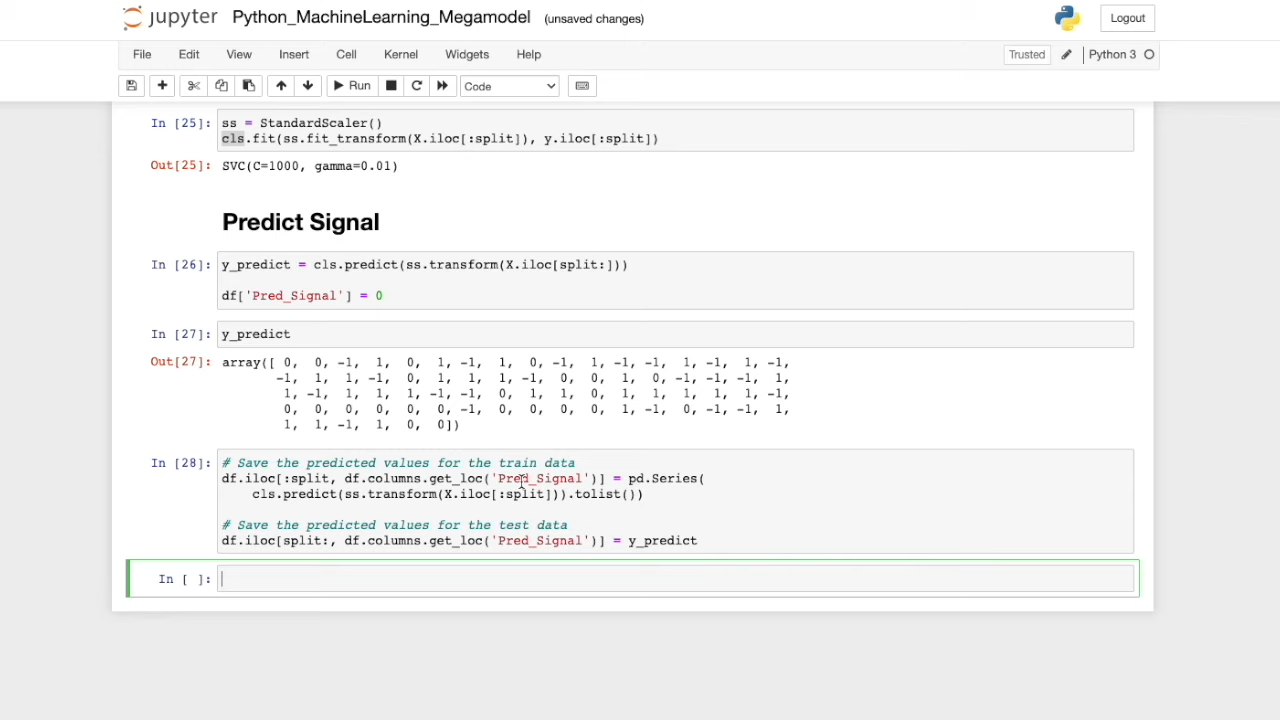 jupyter Python_MachineLearning_Megamodel (unsaved changes) Logout
File Edit View Insert Cell Kernel Widgets Help Trusted Python 3
Run Code
In [25]: ss = StandardScaler()
cls.fit(ss.fit_transform(X.iloc[:split]), y.iloc[:split])
Out[25]: SVC(C=1000, gamma=0.01)
Predict Signal
In [26]: y_predict = cls.predict(ss.transform(X.iloc[split:]))
df['Pred_Signal'] = 0
In [27]: y_predict
Out[27]: array([ 0,  0, -1,  1,  0,  1, -1,  1,  0, -1,  1, -1, -1,  1, -1,  1, -1,
-1,  1,  1, -1,  0,  1,  1,  1, -1,  0,  0,  1,  0, -1, -1, -1,  1,
1, -1,  1,  1,  1, -1, -1,  0,  1,  1,  0,  1,  1,  1,  1,  1, -1,
0,  0,  0,  0,  0,  0, -1,  0,  0,  0,  0,  1, -1,  0, -1, -1,  1,
1,  1, -1,  1,  0,  0])
In [28]: # Save the predicted values for the train data
df.iloc[:split, df.columns.get_loc('Pred_Signal')] = pd.Series(
cls.predict(ss.transform(X.iloc[:split])).tolist())
# Save the predicted values for the test data
df.iloc[split:, df.columns.get_loc('Pred_Signal')] = y_predict
In [ ]: